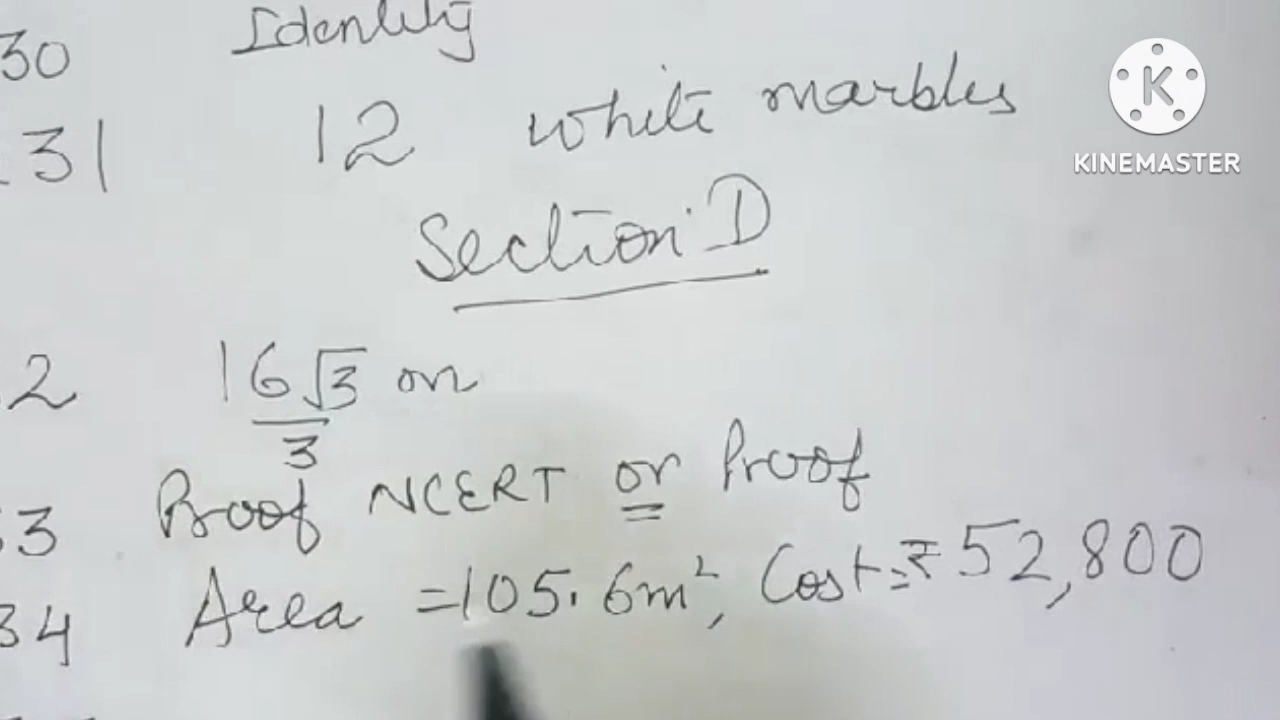 30 Identity
31 12 white marbles
Section D
2 16√3 on
3
3 Proof NCERT or Proof
34 Area = 105.6m², Cost = ₹ 52,800
K
KINEMASTER